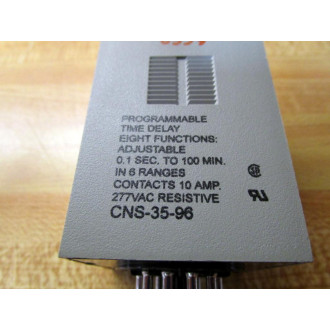 PROGRAMMABLE
TIME DELAY
EIGHT FUNCTIONS:
ADJUSTABLE
0.1 SEC. TO 100 MIN.
IN 6 RANGES
CONTACTS 10 AMP.
277VAC RESISTIVE
CNS-35-96